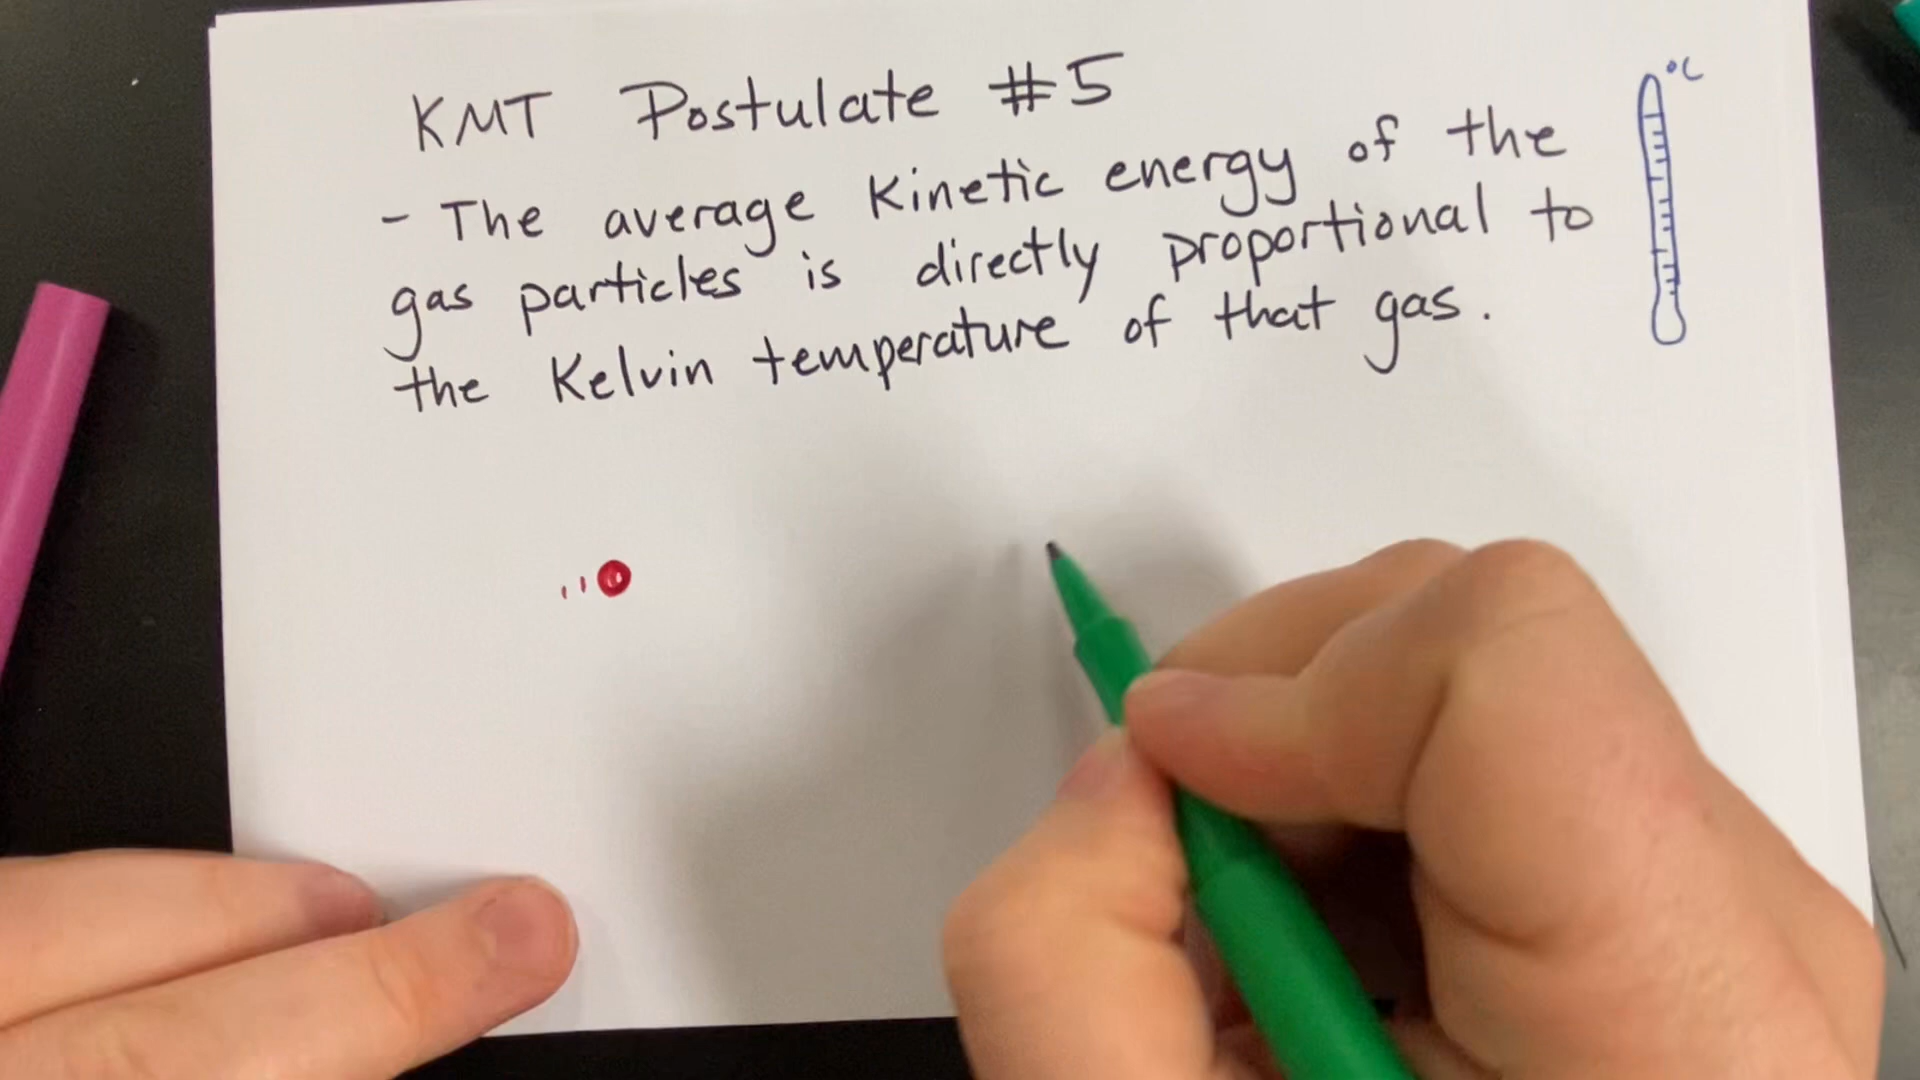 KMT Postulate #5
- The average Kinetic energy of the
gas particles is directly proportional to
the Kelvin temperature of that gas.
°C